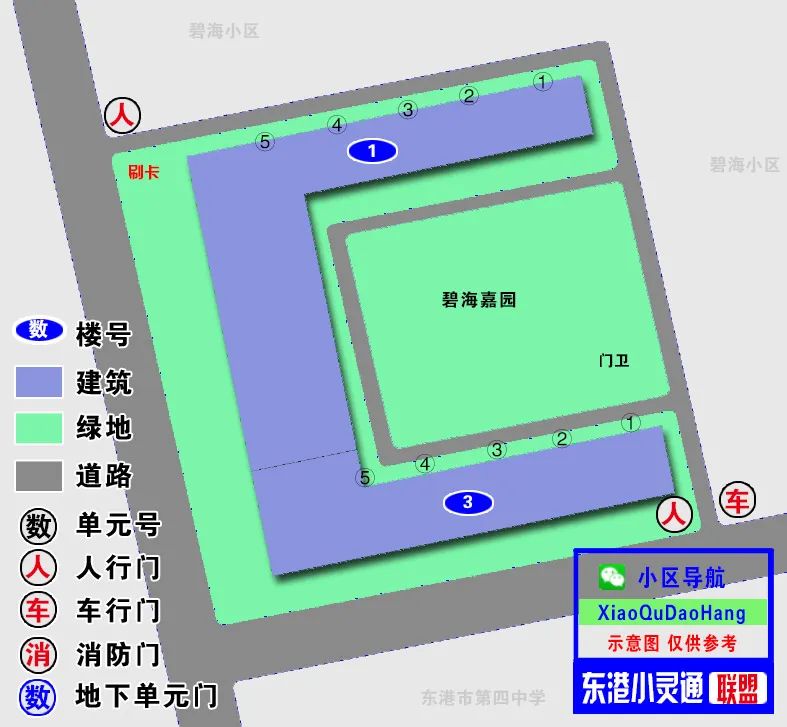 碧海小区
人
刷卡
5
4
3
2
1
1
碧海小区
碧海嘉园
门卫
数 楼号
建筑
绿地
道路
数 单元号
人 人行门
车 车行门
消 消防门
数 地下单元门
5
4
3
2
1
3
人
车
小区导航
XiaoQuDaoHang
示意图 仅供参考
东港小灵通 联盟
东港市第四中学